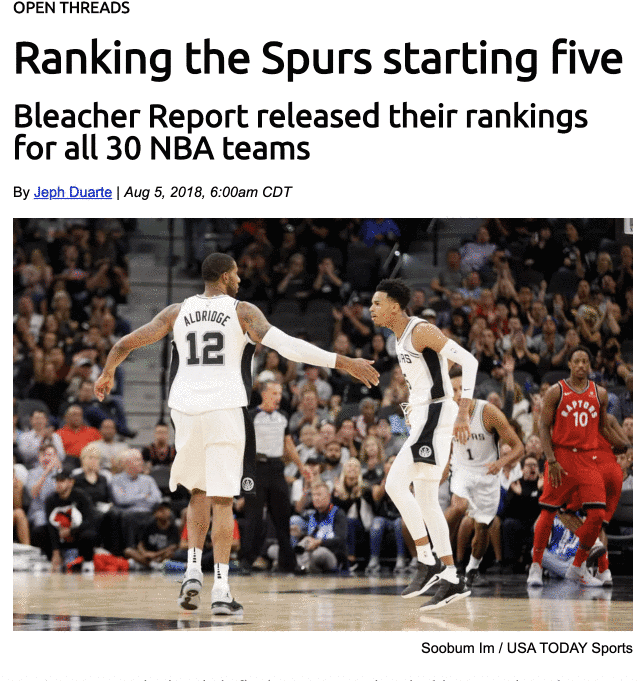 OPEN THREADS
Ranking the Spurs starting five
Bleacher Report released their rankings
for all 30 NBA teams
By Jeph Duarte | Aug 5, 2018, 6:00am CDT
ALDRIDGE
12
RS
1
RAPTORS
10
Soobum Im / USA TODAY Sports